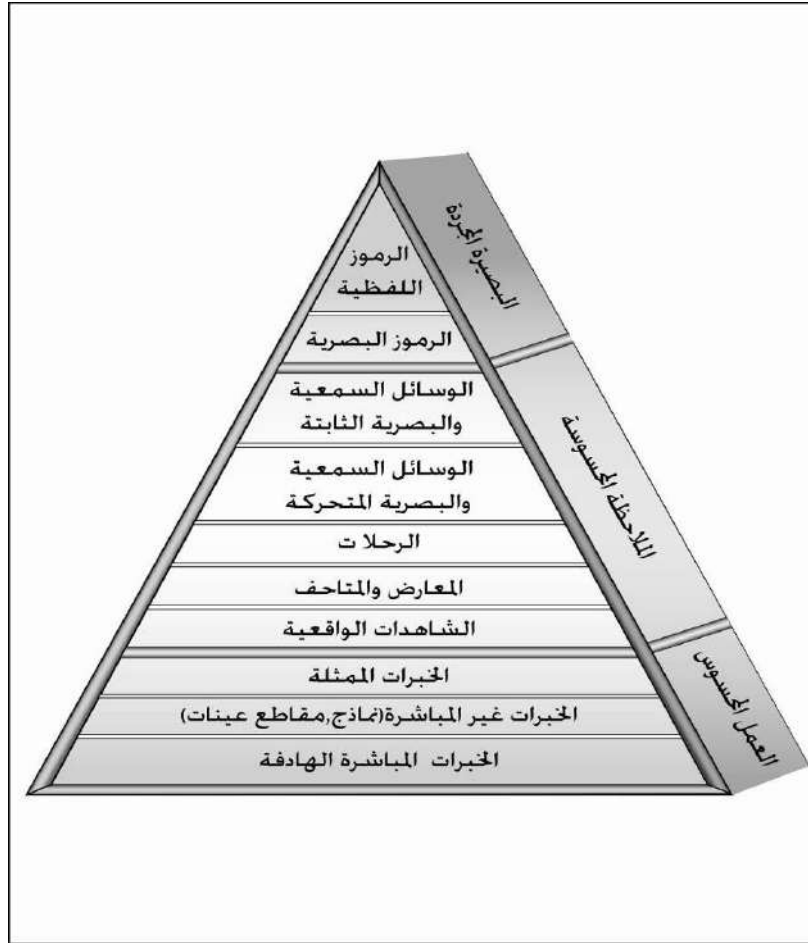 الرموز
اللفظية
الرموز البصرية
الوسائل السمعية
والبصرية الثابتة
الوسائل السمعية
والبصرية المتحركة
الرحلا ت
المعارض والمتاحف
الشاهدات الواقعية
الخبرات الممثلة
الخبرات غير المباشرة(نماذج,مقاطع عينات)
الخبرات المباشرة الهادفة
البصيرة المجردة
الملاحظة المحسوسة
العمل المحسوس